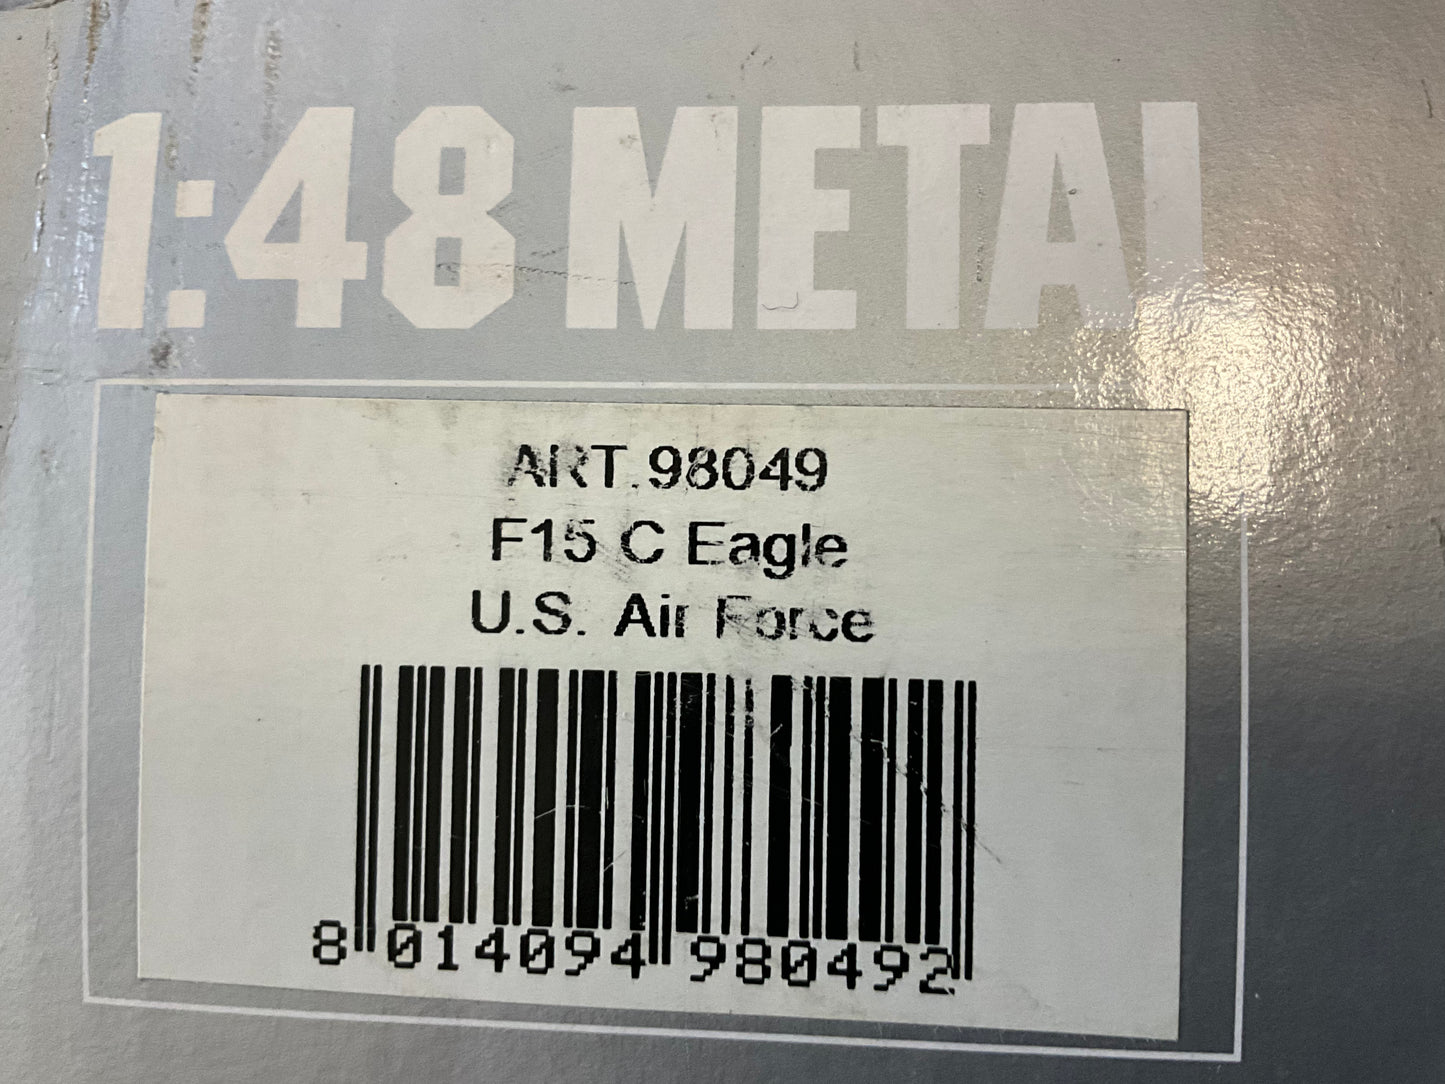 1:48 METAL
ART.98049
F15 C Eagle
U.S. Air Force
8 014094 980492